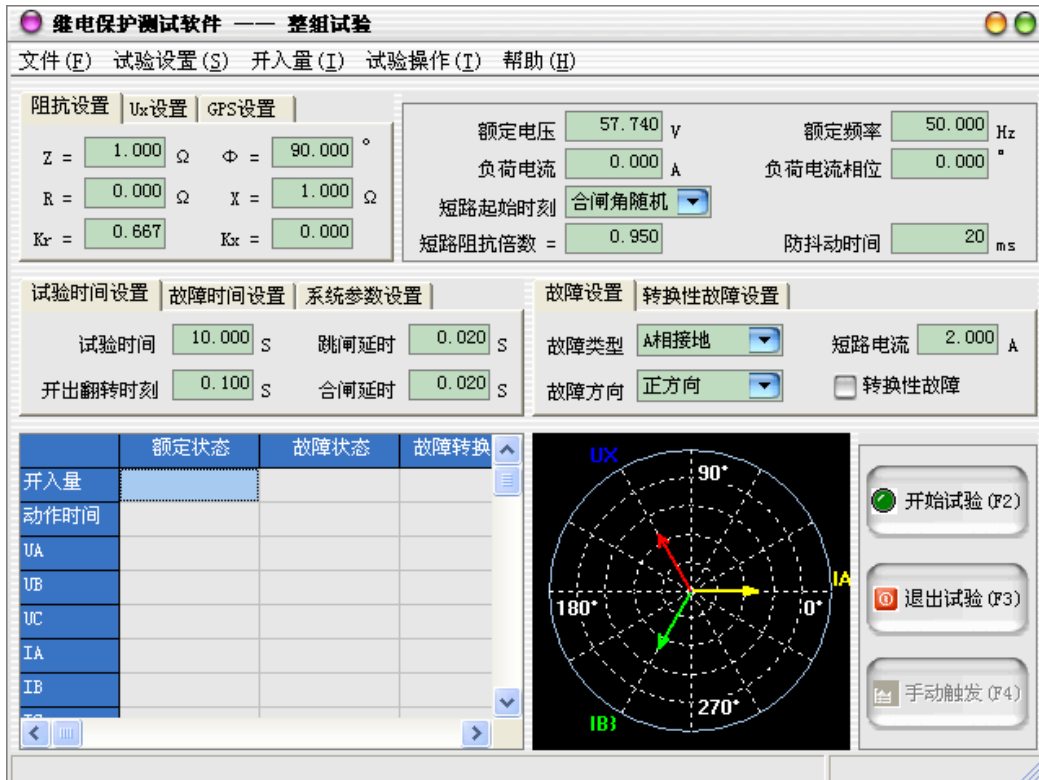 继电保护测试软件 —— 整组试验
文件(F) 试验设置(S) 开入量(I) 试验操作(T) 帮助(H)
阻抗设置 Ux设置 GPS设置
Z = 1.000 Ω Φ = 90.000 °
R = 0.000 Ω X = 1.000 Ω
Kr = 0.667 Kx = 0.000
额定电压 57.740 V 额定频率 50.000 Hz
负荷电流 0.000 A 负荷电流相位 0.000 °
短路起始时刻 合闸角随机
短路阻抗倍数 = 0.950 防抖动时间 20 ms
试验时间设置 故障时间设置 系统参数设置
试验时间 10.000 S 跳闸延时 0.020 S
开出翻转时刻 0.100 S 合闸延时 0.020 S
故障设置 转换性故障设置
故障类型 A相接地 短路电流 2.000 A
故障方向 正方向 转换性故障
额定状态 故障状态 故障转换
开入量
动作时间
UA
UB
UC
IA
IB
UX
90°
IA
180°
0°
270°
IB
开始试验(F2)
退出试验(F3)
手动触发(F4)